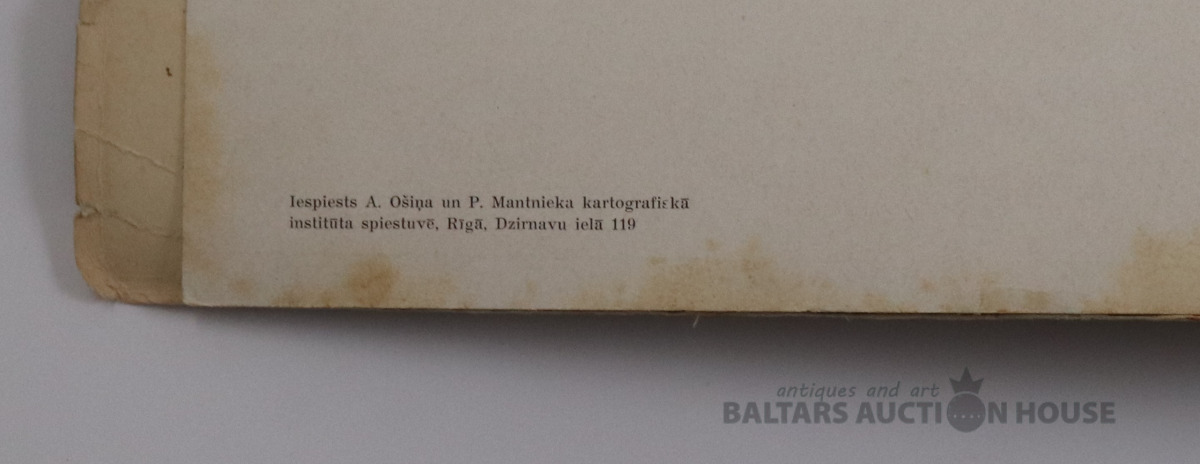 Iespiests A. Ošiņa un P. Mantnieka kartografiskā
institūta spiestuvē, Rīgā, Dzirnavu ielā 119
antiques and art
BALTARS AUCTION HOUSE